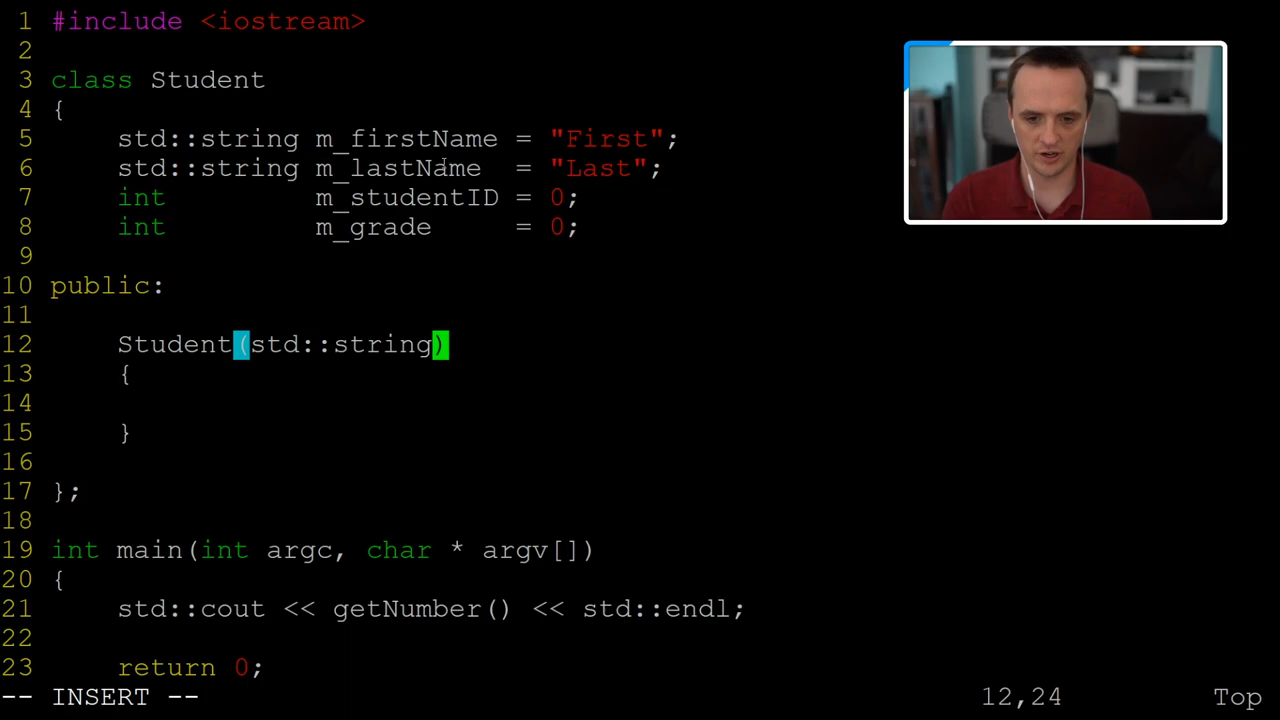 1 #include <iostream>
2
3 class Student
4 {
5 std::string m_firstName = "First";
6 std::string m_lastName = "Last";
7 int m_studentID = 0;
8 int m_grade = 0;
9
10 public:
11
12 Student(std::string)
13 {
14
15 }
16
17 };
18
19 int main(int argc, char * argv[])
20 {
21 std::cout << getNumber() << std::endl;
22
23 return 0;
-- INSERT -- 12,24 Top